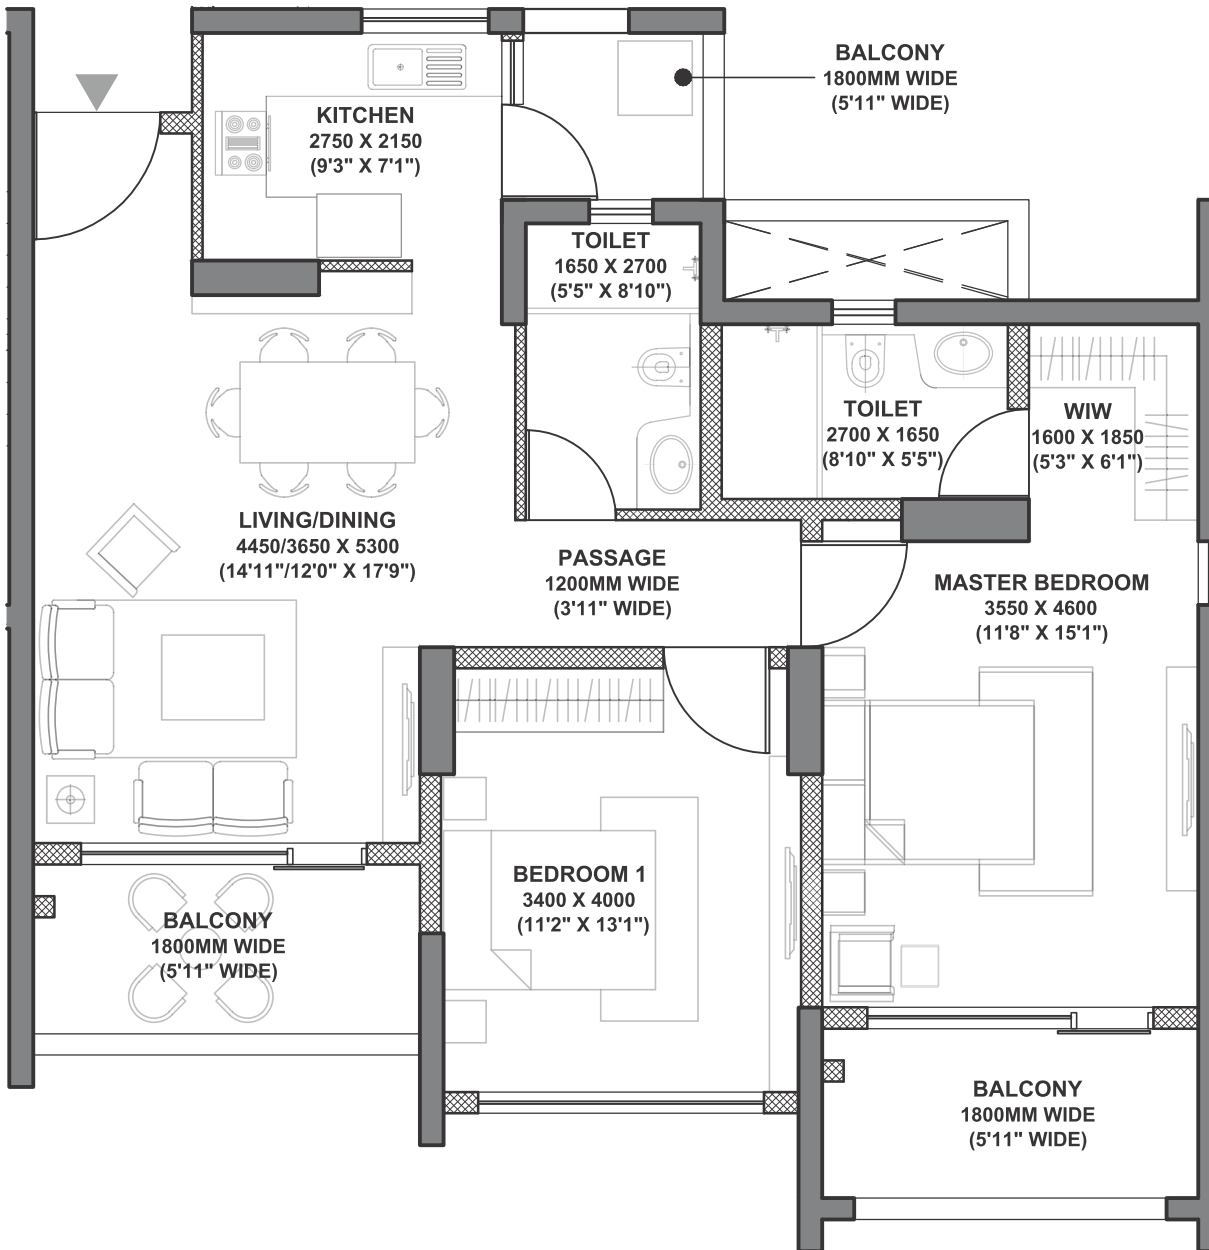 BALCONY
1800MM WIDE
(5'11" WIDE)
KITCHEN
2750 X 2150
(9'3" X 7'1")
TOILET
1650 X 2700
(5'5" X 8'10")
TOILET
2700 X 1650
(8'10" X 5'5")
WIW
1600 X 1850
(5'3" X 6'1")
LIVING/DINING
4450/3650 X 5300
(14'11"/12'0" X 17'9")
PASSAGE
1200MM WIDE
(3'11" WIDE)
MASTER BEDROOM
3550 X 4600
(11'8" X 15'1")
BEDROOM 1
3400 X 4000
(11'2" X 13'1")
BALCONY
1800MM WIDE
(5'11" WIDE)
BALCONY
1800MM WIDE
(5'11" WIDE)